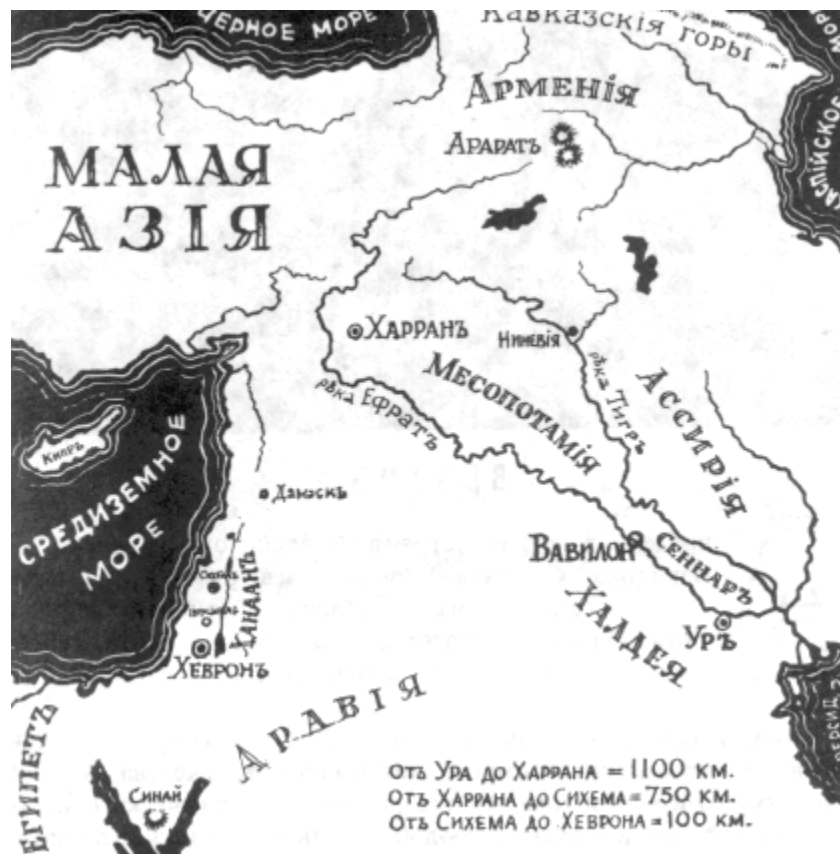 ЧЕРНОЕ МОРЕ
КАВКАЗСКІЯ ГОРЫ
АРМЕНІЯ
АРАРАТЪ
МАЛАЯ
АЗІЯ
КАСПІЙСКОЕ
ХАРРАНЪ
НИНЕВІЯ
МЕСОПОТАМІЯ
АССИРІЯ
рѣка ЕФРАТЪ
рѣка ТИГРЪ
КИПРЪ
СРЕДИЗЕМНОЕ
МОРЕ
ДАМАСКЪ
ВАВИЛОН
СЕННАРЪ
ХАНААНЪ
ХЕВРОНЪ
ХАЛДЕЯ
УРЪ
АРАВІЯ
ЕГИПЕТЪ
СИНАЙ
ОТЪ УРА ДО ХАРРАНА = 1100 КМ.
ОТЪ ХАРРАНА ДО СИХЕМА = 750 КМ.
ОТЪ СИХЕМА ДО ХЕВРОНА = 100 КМ.